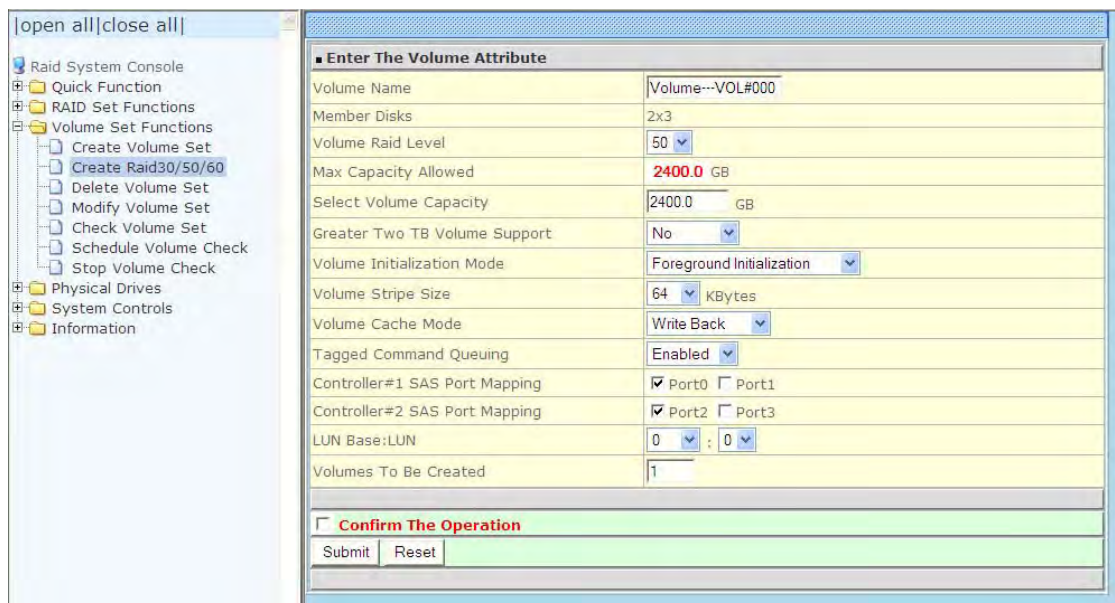 |open all|close all|
Raid System Console
Quick Function
RAID Set Functions
Volume Set Functions
Create Volume Set
Create Raid30/50/60
Delete Volume Set
Modify Volume Set
Check Volume Set
Schedule Volume Check
Stop Volume Check
Physical Drives
System Controls
Information
Enter The Volume Attribute
Volume Name Volume---VOL#000
Member Disks 2x3
Volume Raid Level 50
Max Capacity Allowed 2400.0 GB
Select Volume Capacity 2400.0 GB
Greater Two TB Volume Support No
Volume Initialization Mode Foreground Initialization
Volume Stripe Size 64 KBytes
Volume Cache Mode Write Back
Tagged Command Queuing Enabled
Controller#1 SAS Port Mapping Port0 Port1
Controller#2 SAS Port Mapping Port2 Port3
LUN Base:LUN 0 : 0
Volumes To Be Created 1
Confirm The Operation
Submit Reset